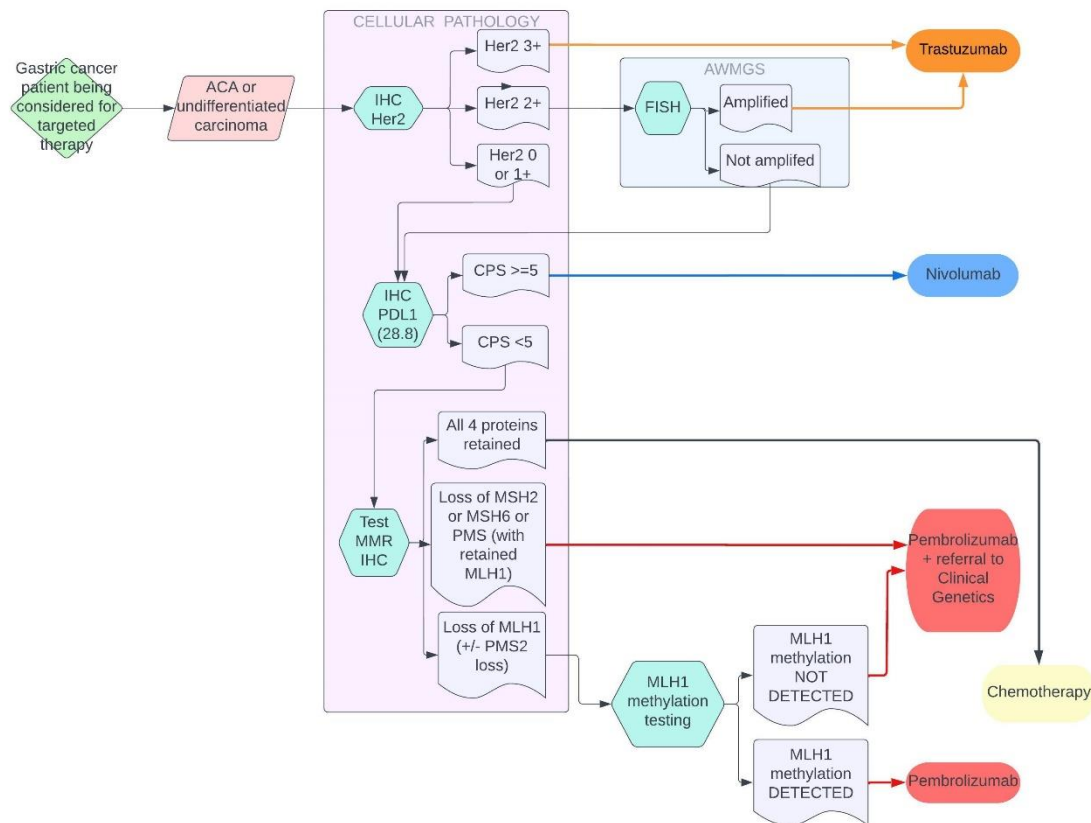 CELLULAR PATHOLOGY
Gastric cancer
patient being
considered for
targeted
therapy
ACA or
undifferentiated
carcinoma
IHC
Her2
Her2 3+
Her2 2+
Her2 0
or 1+
AWMGS
FISH
Amplified
Not amplifed
Trastuzumab
IHC
PDL1
(28.8)
CPS >=5
CPS <5
Nivolumab
Test
MMR
IHC
All 4 proteins
retained
Loss of MSH2
or MSH6 or
PMS (with
retained
MLH1)
Loss of MLH1
(+/- PMS2
loss)
MLH1
methylation
testing
MLH1
methylation
NOT
DETECTED
MLH1
methylation
DETECTED
Pembrolizumab
+ referral to
Clinical
Genetics
Chemotherapy
Pembrolizumab